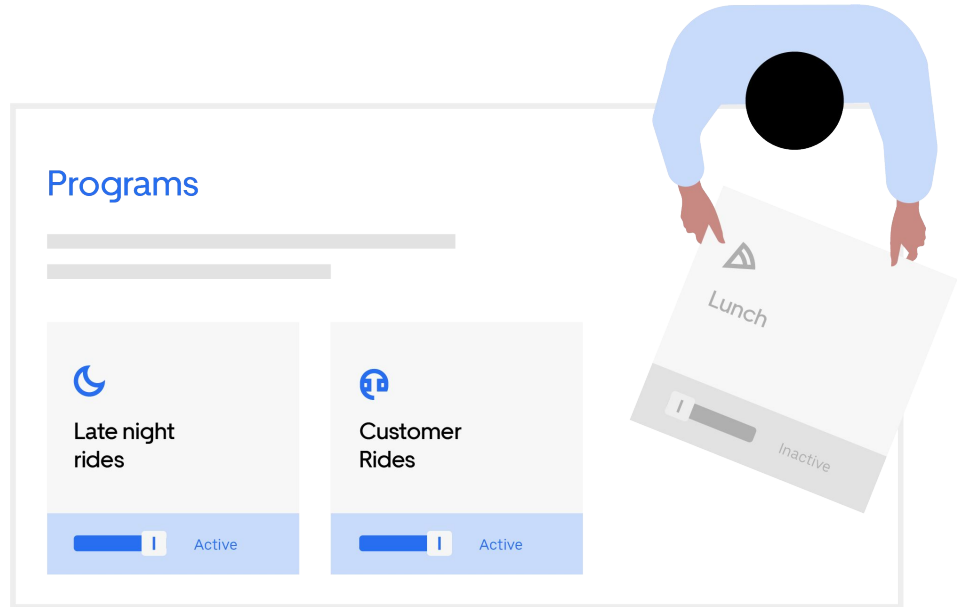 Programs
Late night
rides
Active
Customer
Rides
Active
Lunch
Inactive